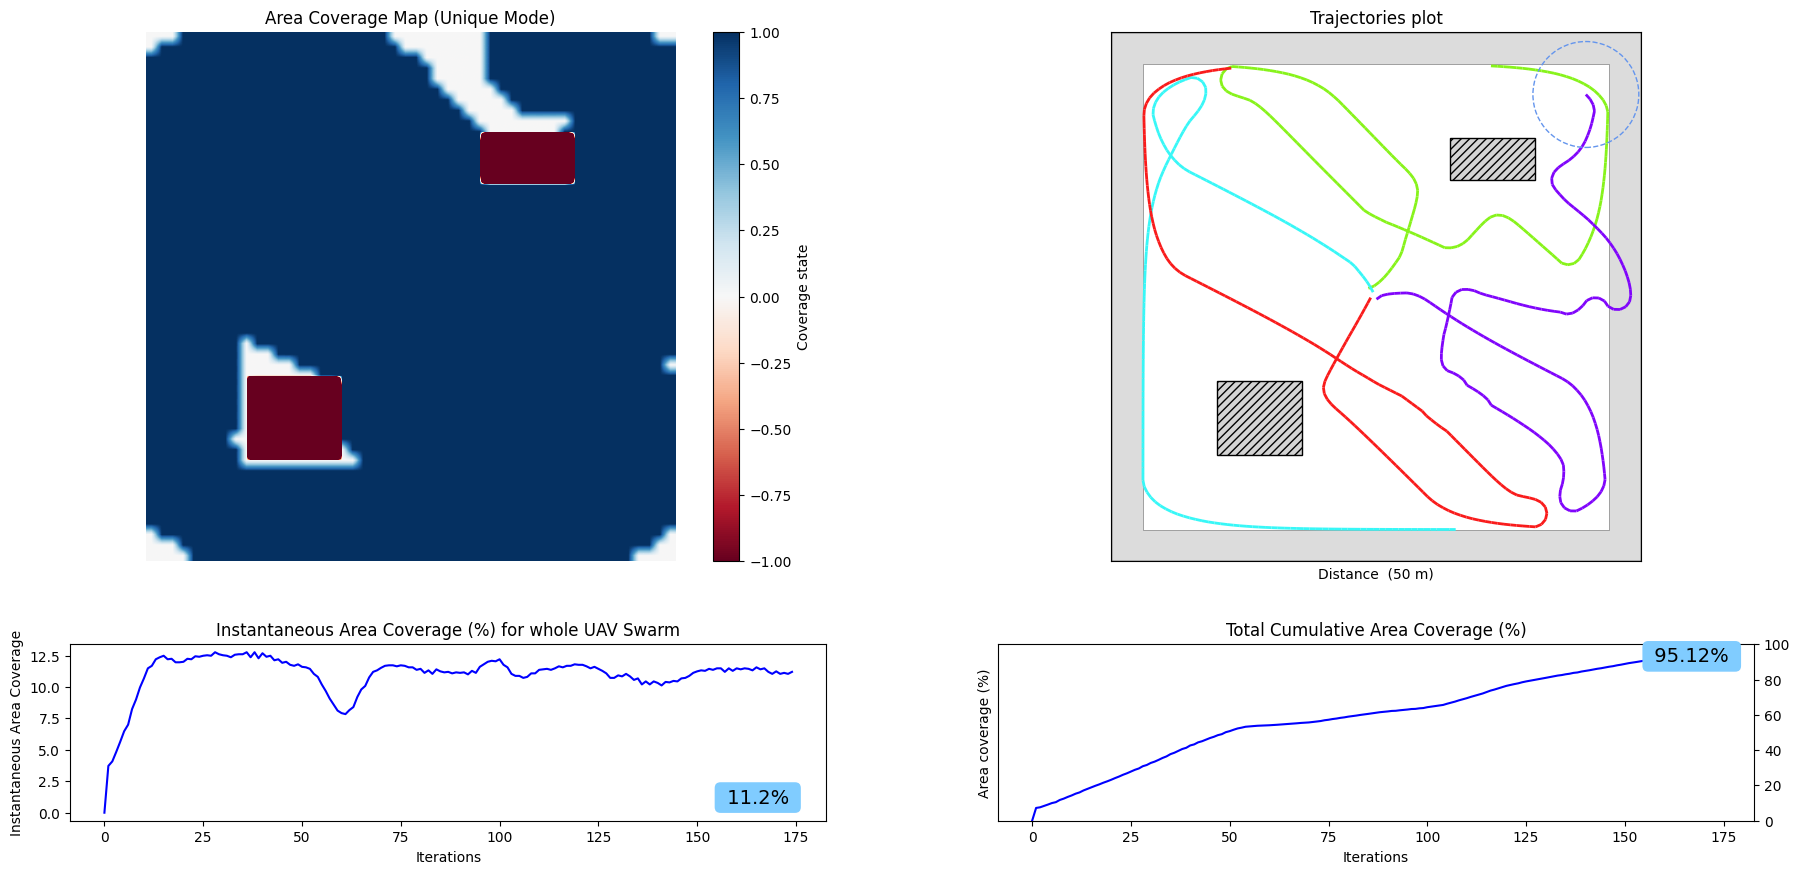 Area Coverage Map (Unique Mode)
1.00
0.75
0.50
0.25
0.00
−0.25
−0.50
−0.75
−1.00
Coverage state
Trajectories plot
Distance  (50 m)
Instantaneous Area Coverage (%) for whole UAV Swarm
Instantaneous Area Coverage
12.5
10.0
7.5
5.0
2.5
0.0
11.2%
0 25 50 75 100 125 150 175
Iterations
Total Cumulative Area Coverage (%)
Area coverage (%)
95.12%
100
80
60
40
20
0
0 25 50 75 100 125 150 175
Iterations